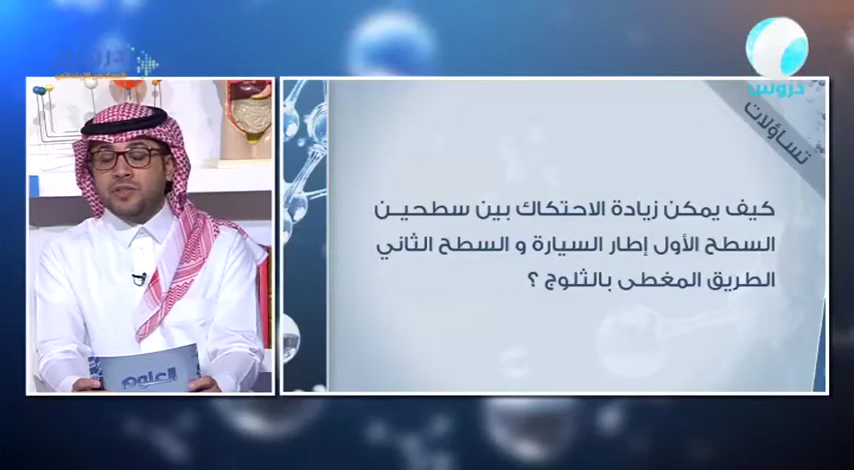 دروس
تساؤلات
كيف يمكن زيادة الاحتكاك بين سطحين
السطح الأول إطار السيارة و السطح الثاني
الطريق المغطى بالثلوج ؟
العلوم